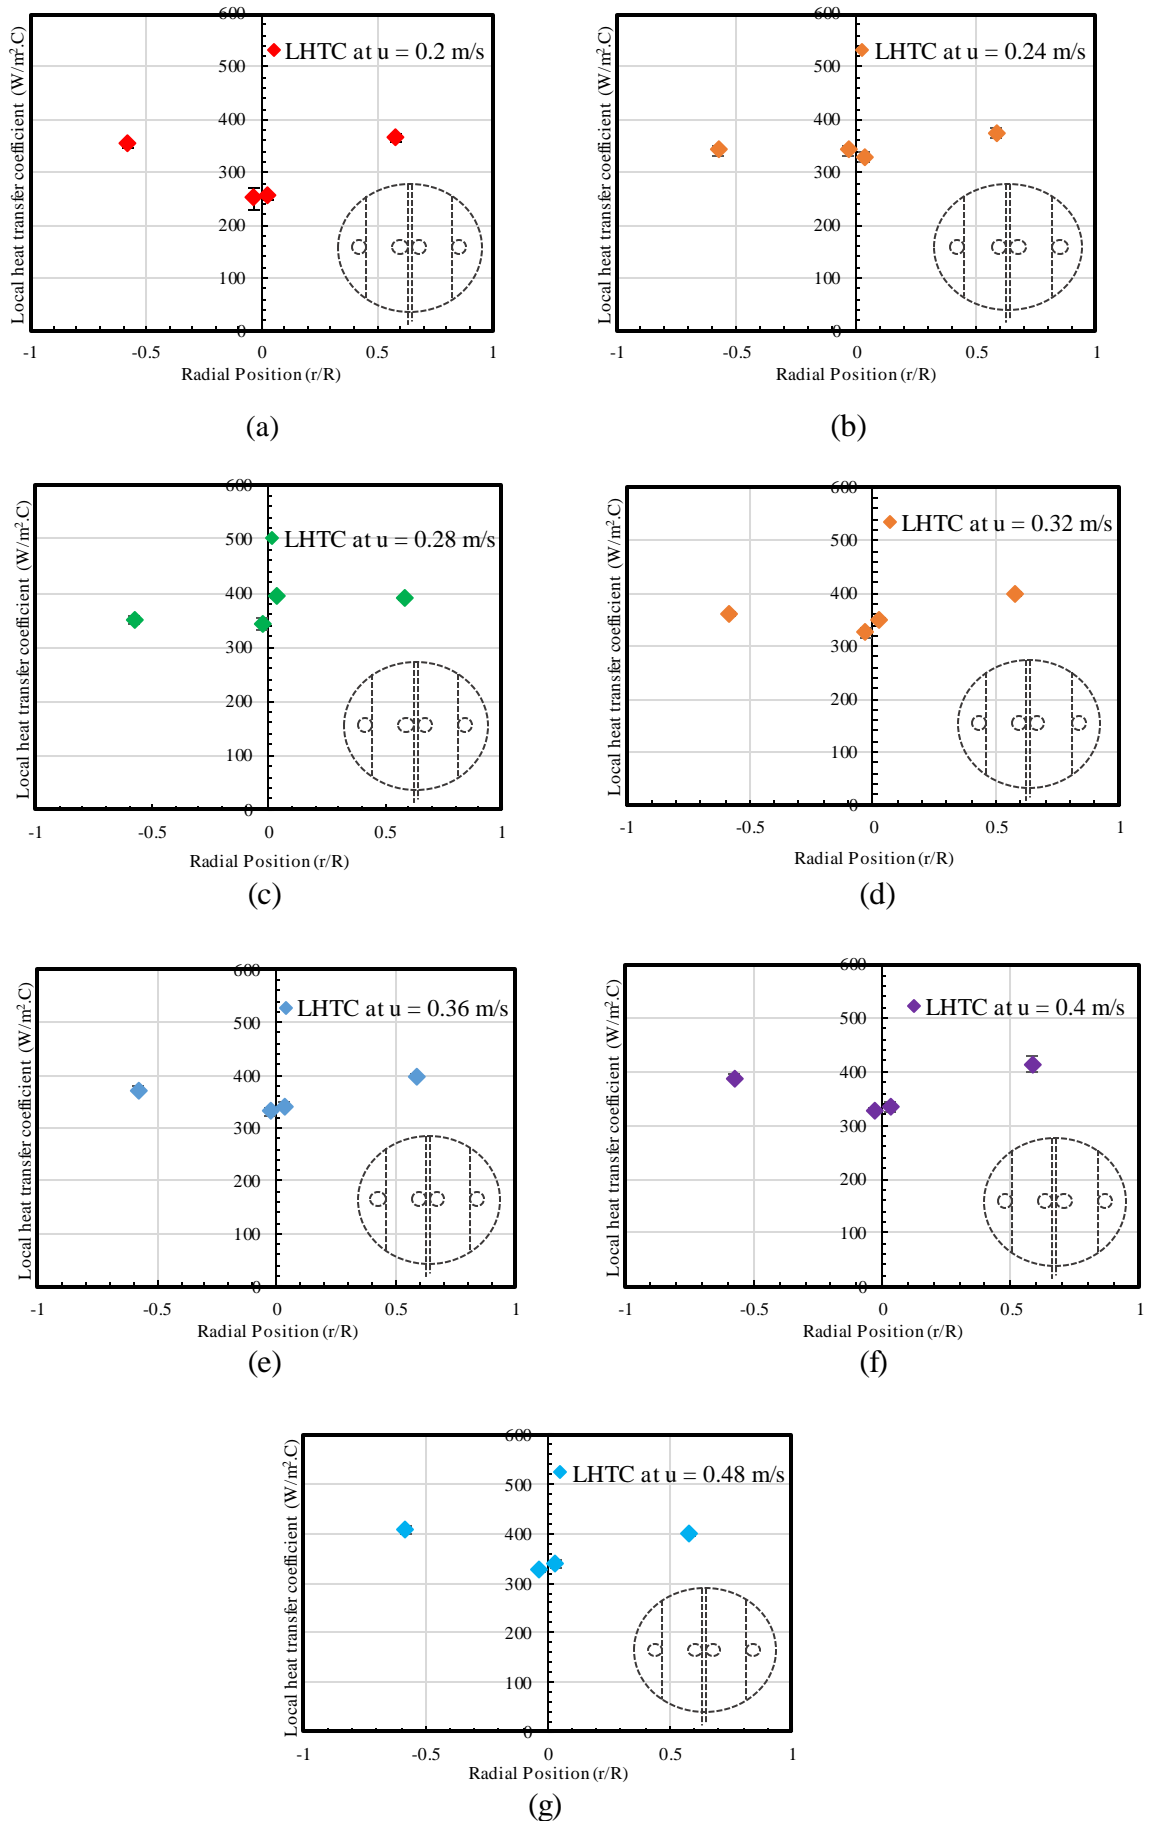 LHTC at u = 0.2 m/s
Local heat transfer coefficient (W/m².C)
600
500
400
300
200
100
0
-1 -0.5 0 0.5 1
Radial Position (r/R)
(a)
LHTC at u = 0.24 m/s
Local heat transfer coefficient (W/m².C)
600
500
400
300
200
100
0
-1 -0.5 0 0.5 1
Radial Position (r/R)
(b)
LHTC at u = 0.28 m/s
Local heat transfer coefficient (W/m².C)
600
500
400
300
200
100
0
-1 -0.5 0 0.5 1
Radial Position (r/R)
(c)
LHTC at u = 0.32 m/s
Local heat transfer coefficient (W/m².C)
600
500
400
300
200
100
0
-1 -0.5 0 0.5 1
Radial Position (r/R)
(d)
LHTC at u = 0.36 m/s
Local heat transfer coefficient (W/m².C)
600
500
400
300
200
100
0
-1 -0.5 0 0.5 1
Radial Position (r/R)
(e)
LHTC at u = 0.4 m/s
Local heat transfer coefficient (W/m².C)
600
500
400
300
200
100
0
-1 -0.5 0 0.5 1
Radial Position (r/R)
(f)
LHTC at u = 0.48 m/s
Local heat transfer coefficient (W/m².C)
600
500
400
300
200
100
0
-1 -0.5 0 0.5 1
Radial Position (r/R)
(g)